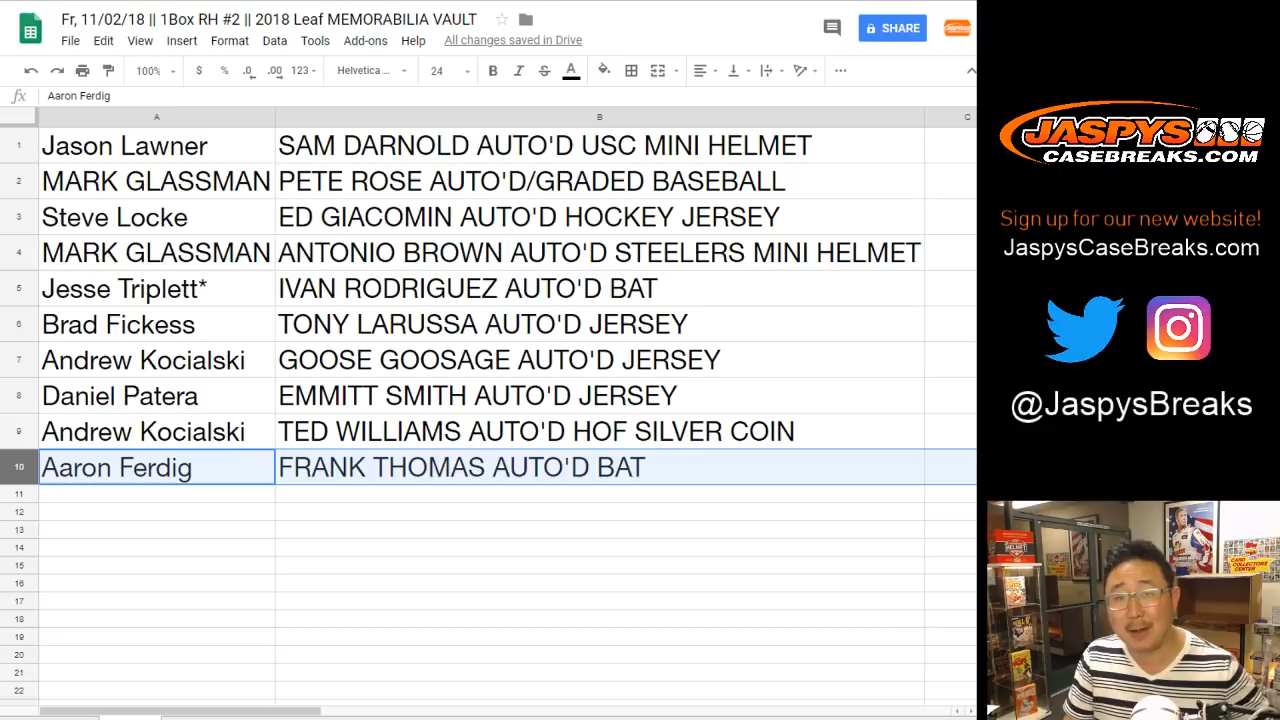 Fr, 11/02/18 || 1Box RH #2 || 2018 Leaf MEMORABILIA VAULT
File Edit View Insert Format Data Tools Add-ons Help All changes saved in Drive
SHARE
100% $ % .0 .00 123 Helvetica ... 24 B I S A
fx Aaron Ferdig
A B C
1 Jason Lawner SAM DARNOLD AUTO'D USC MINI HELMET
2 MARK GLASSMAN PETE ROSE AUTO'D/GRADED BASEBALL
3 Steve Locke ED GIACOMIN AUTO'D HOCKEY JERSEY
4 MARK GLASSMAN ANTONIO BROWN AUTO'D STEELERS MINI HELMET
5 Jesse Triplett* IVAN RODRIGUEZ AUTO'D BAT
6 Brad Fickess TONY LARUSSA AUTO'D JERSEY
7 Andrew Kocialski GOOSE GOOSAGE AUTO'D JERSEY
8 Daniel Patera EMMITT SMITH AUTO'D JERSEY
9 Andrew Kocialski TED WILLIAMS AUTO'D HOF SILVER COIN
10 Aaron Ferdig FRANK THOMAS AUTO'D BAT
11
12
13
14
15
16
17
18
19
20
21
22
JASPYS
CASEBREAKS.COM
Sign up for our new website!
JaspysCaseBreaks.com
@JaspysBreaks
HELMET
CARD COLLECTORS
CENTER